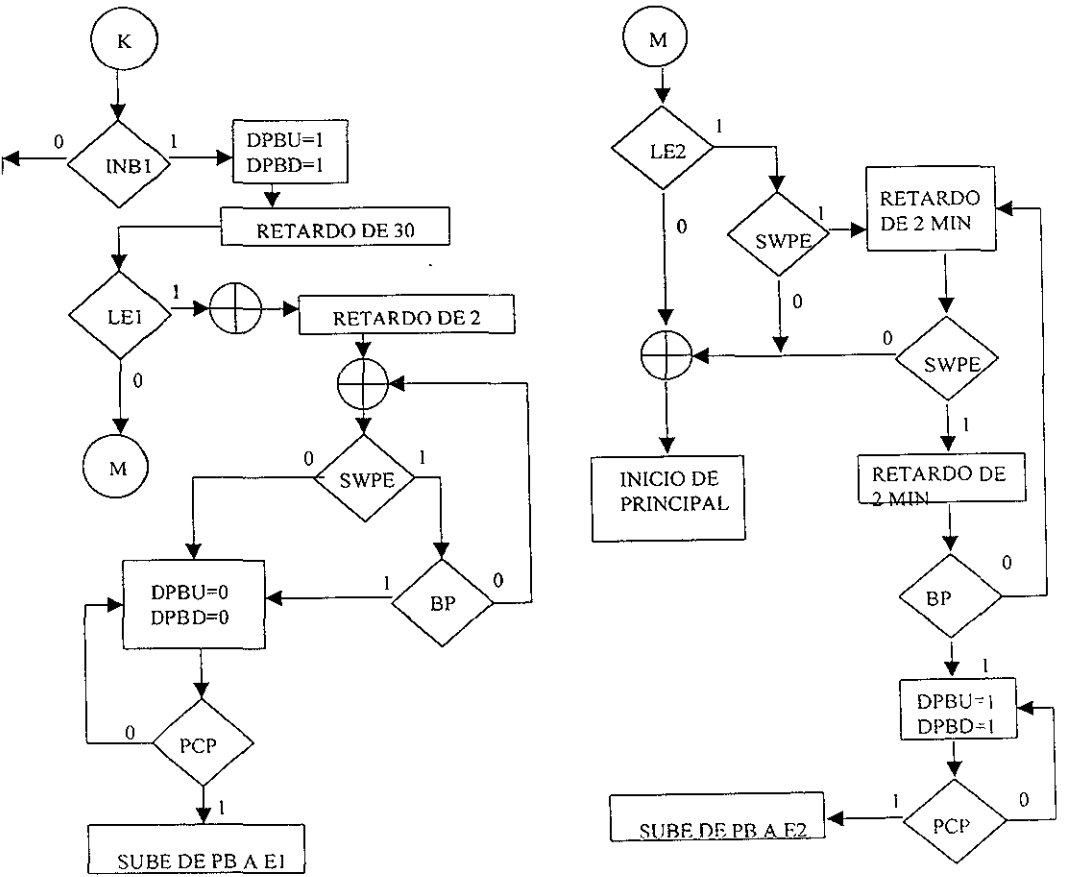 K
0
1
INB1
DPBU=1
DPBD=1
RETARDO DE 30
LE1
1
RETARDO DE 2
0
M
0
SWPE
1
DPBU=0
DPBD=0
1
BP
0
0
PCP
1
SUBE DE PB A E1
M
1
LE2
0
SWPE
1
RETARDO
DE 2 MIN
0
0
SWPE
1
INICIO DE
PRINCIPAL
RETARDO DE
2 MIN
0
BP
1
DPBU=1
DPBD=1
1
PCP
0
SUBE DE PB A E2